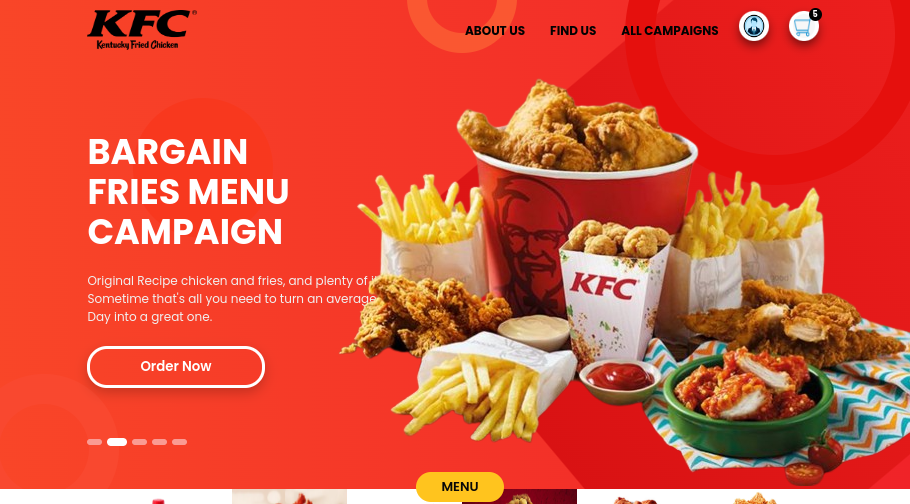 KFC®
Kentucky Fried Chicken
ABOUT US
FIND US
ALL CAMPAIGNS
5
BARGAIN
FRIES MENU
CAMPAIGN
Original Recipe chicken and fries, and plenty of
Sometime that's all you need to turn an average
Day into a great one.
Order Now
KFC
MENU